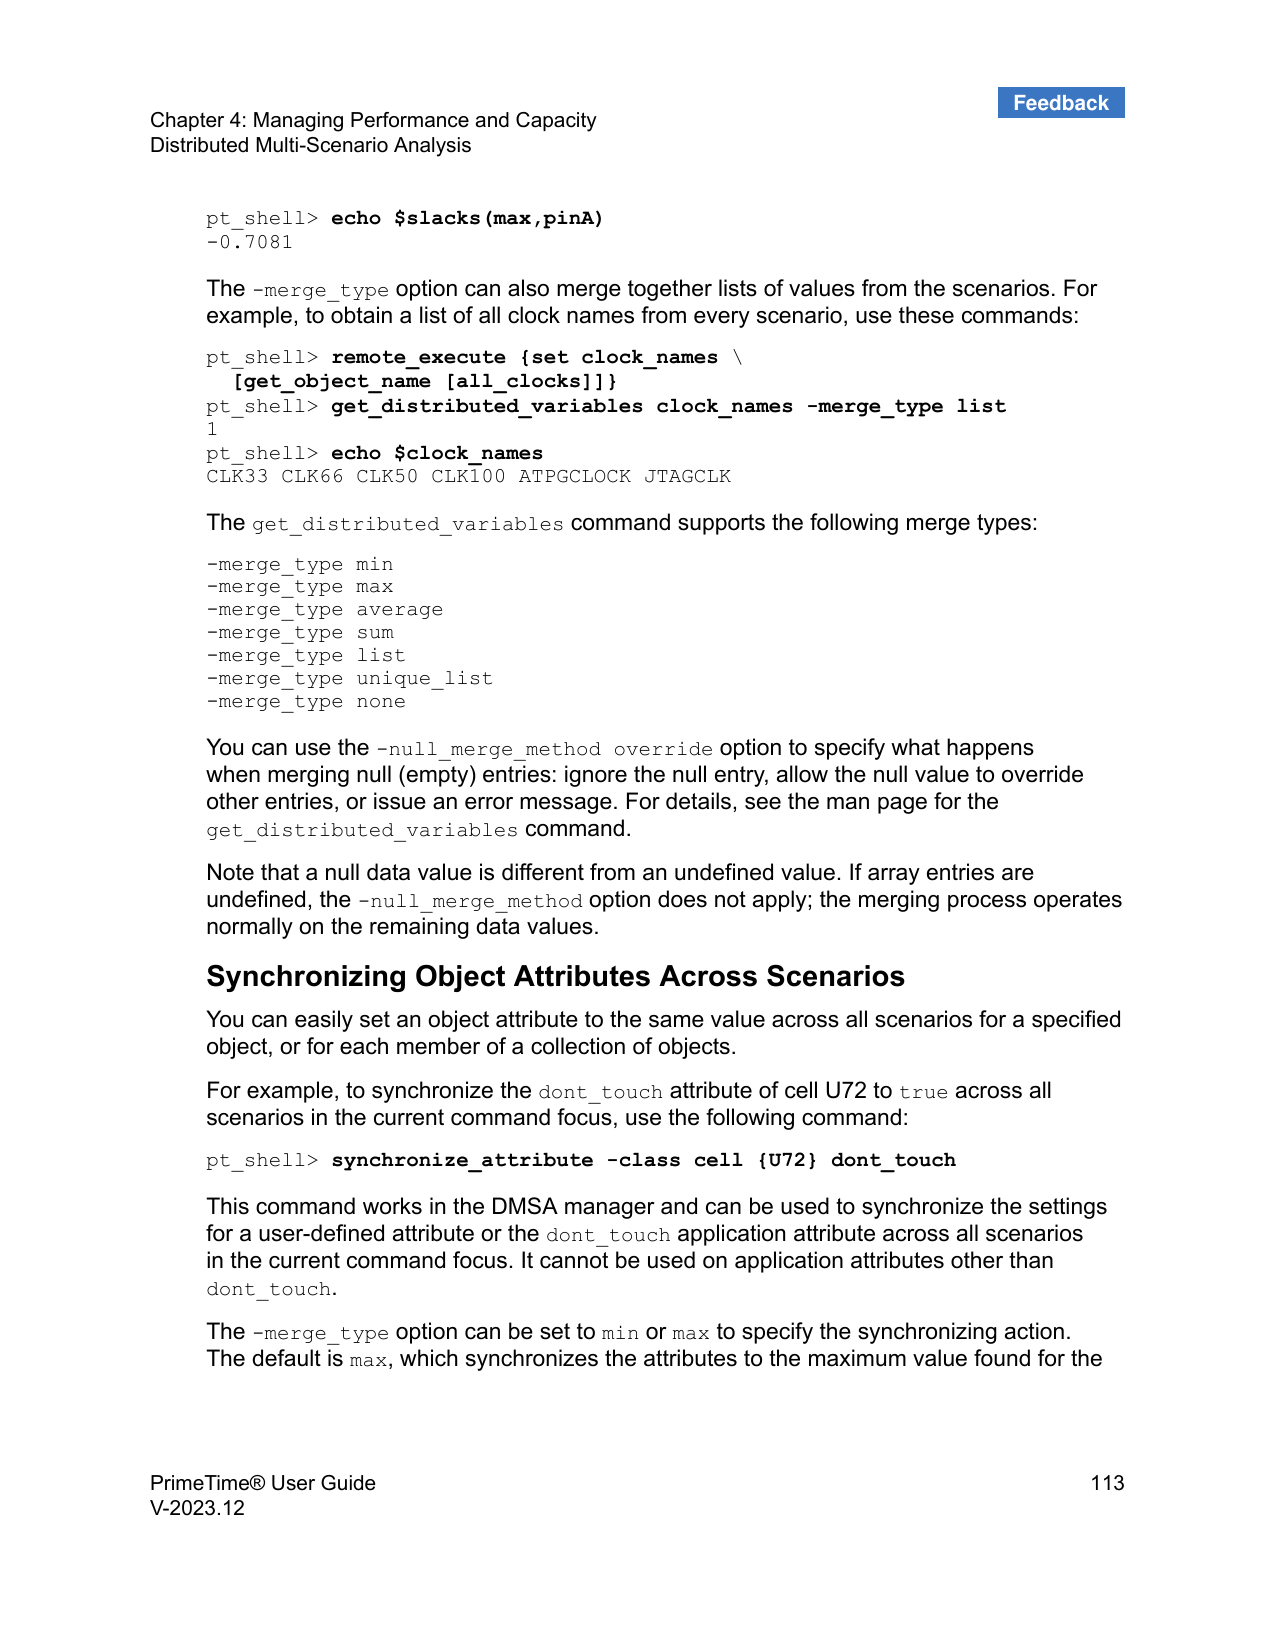 Feedback
Chapter 4: Managing Performance and Capacity
Distributed Multi-Scenario Analysis
pt_shell> echo $slacks(max,pinA)
-0.7081
The -merge_type option can also merge together lists of values from the scenarios. For
example, to obtain a list of all clock names from every scenario, use these commands:
pt_shell> remote_execute {set clock_names \
[get_object_name [all_clocks]]}
pt_shell> get_distributed_variables clock_names -merge_type list
1
pt_shell> echo $clock_names
CLK33 CLK66 CLK50 CLK100 ATPGCLOCK JTAGCLK
The get_distributed_variables command supports the following merge types:
-merge_type min
-merge_type max
-merge_type average
-merge_type sum
-merge_type list
-merge_type unique_list
-merge_type none
You can use the -null_merge_method override option to specify what happens
when merging null (empty) entries: ignore the null entry, allow the null value to override
other entries, or issue an error message. For details, see the man page for the
get_distributed_variables command.
Note that a null data value is different from an undefined value. If array entries are
undefined, the -null_merge_method option does not apply; the merging process operates
normally on the remaining data values.
Synchronizing Object Attributes Across Scenarios
You can easily set an object attribute to the same value across all scenarios for a specified
object, or for each member of a collection of objects.
For example, to synchronize the dont_touch attribute of cell U72 to true across all
scenarios in the current command focus, use the following command:
pt_shell> synchronize_attribute -class cell {U72} dont_touch
This command works in the DMSA manager and can be used to synchronize the settings
for a user-defined attribute or the dont_touch application attribute across all scenarios
in the current command focus. It cannot be used on application attributes other than
dont_touch.
The -merge_type option can be set to min or max to specify the synchronizing action.
The default is max, which synchronizes the attributes to the maximum value found for the
PrimeTime® User Guide
V-2023.12
113